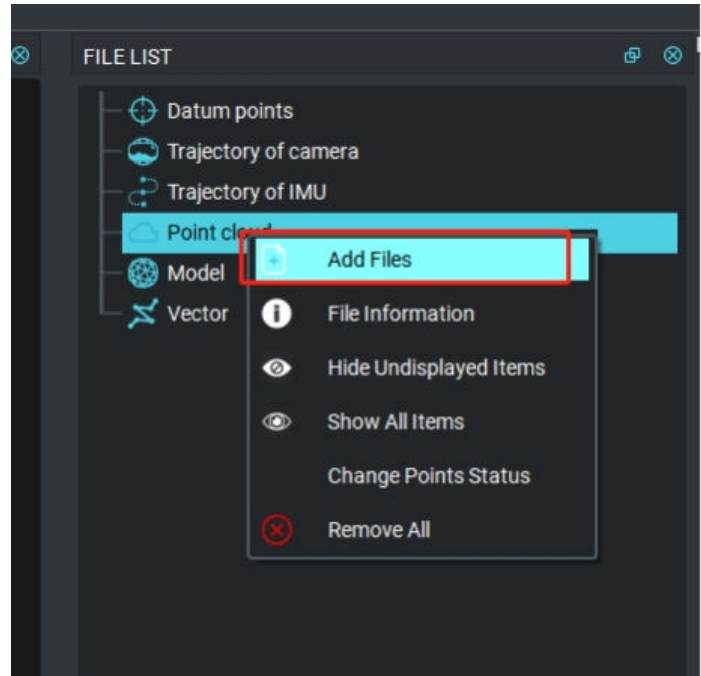 FILE LIST
Datum points
Trajectory of camera
Trajectory of IMU
Point cloud
Add Files
Model
File Information
Vector
Hide Undisplayed Items
Show All Items
Change Points Status
Remove All